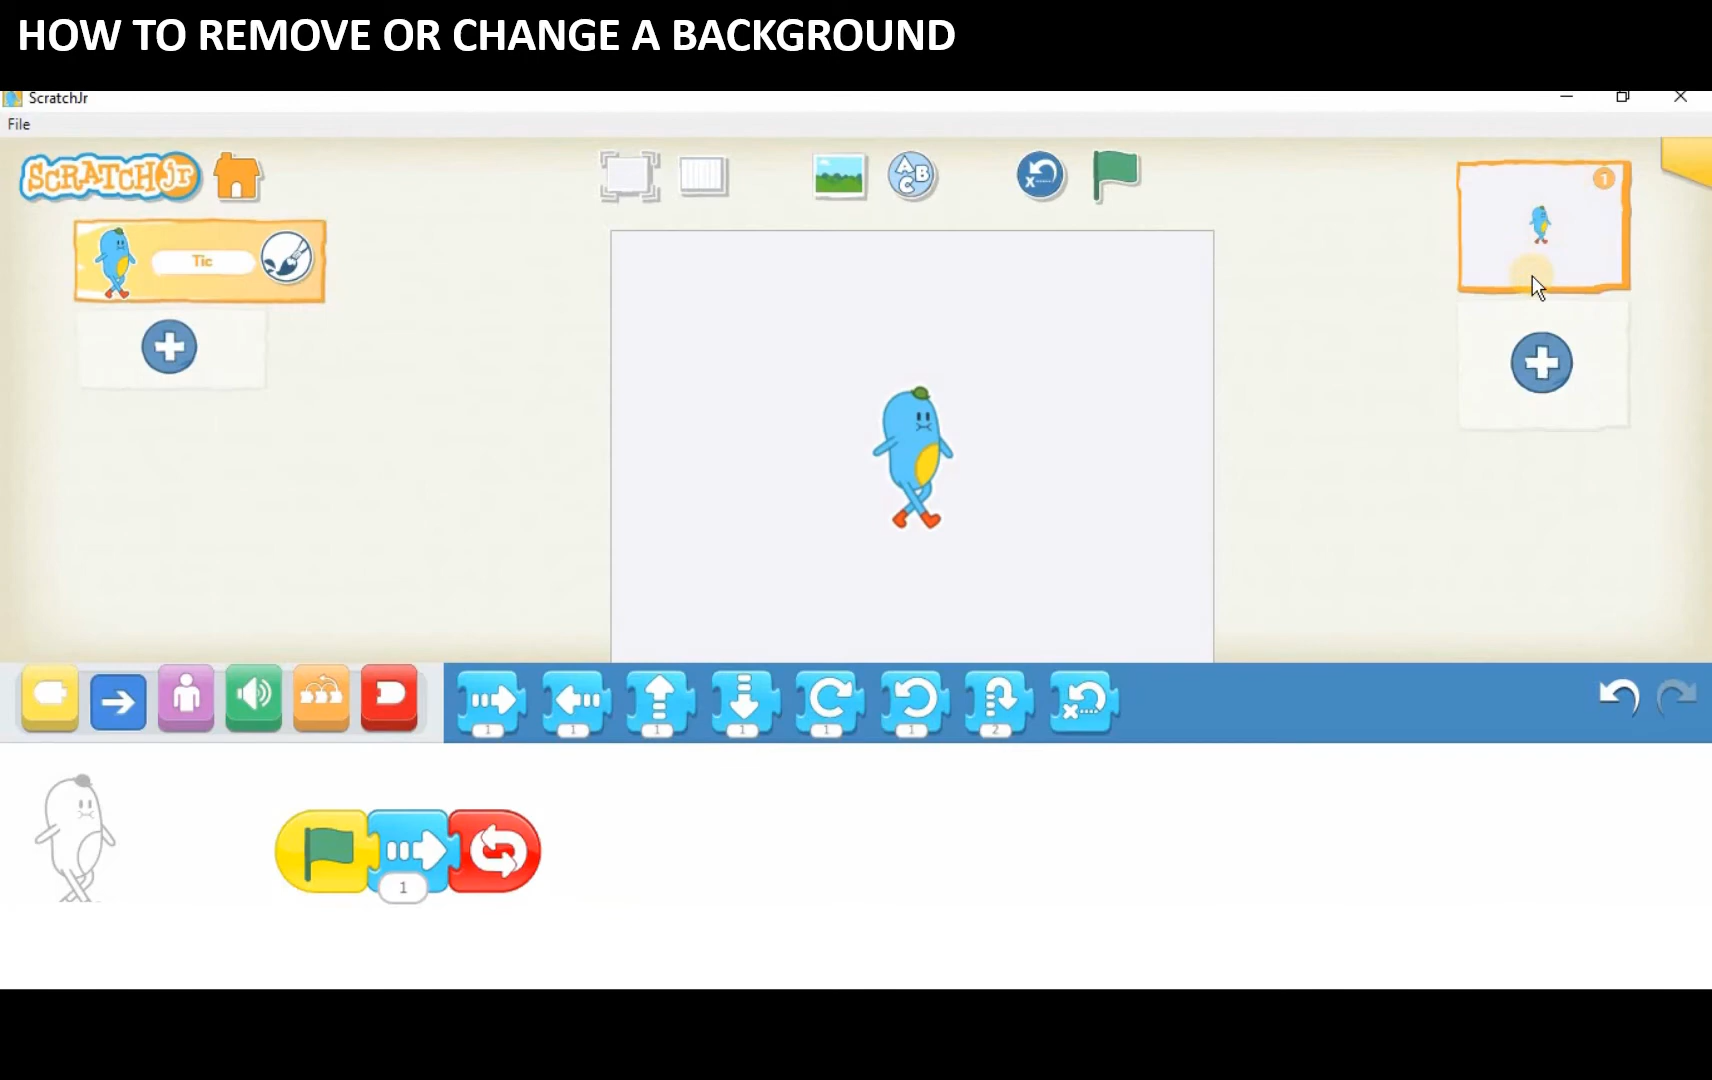 HOW TO REMOVE OR CHANGE A BACKGROUND
ScratchJr
File
SCRATCHJr
A B C
x
1
Tic
1
1
1
1
1
1
2
x
1